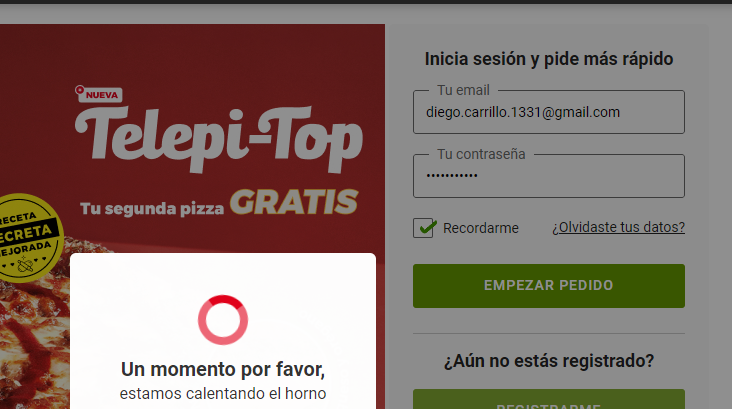 NUEVA
Telepi-Top
Tu segunda pizza GRATIS
RECETA
SECRETA
MEJORADA
Un momento por favor,
estamos calentando el horno
Inicia sesión y pide más rápido
Tu email
diego.carrillo.1331@gmail.com
Tu contraseña
•••••••••••
Recordarme
¿Olvidaste tus datos?
EMPEZAR PEDIDO
¿Aún no estás registrado?
REGISTRARME